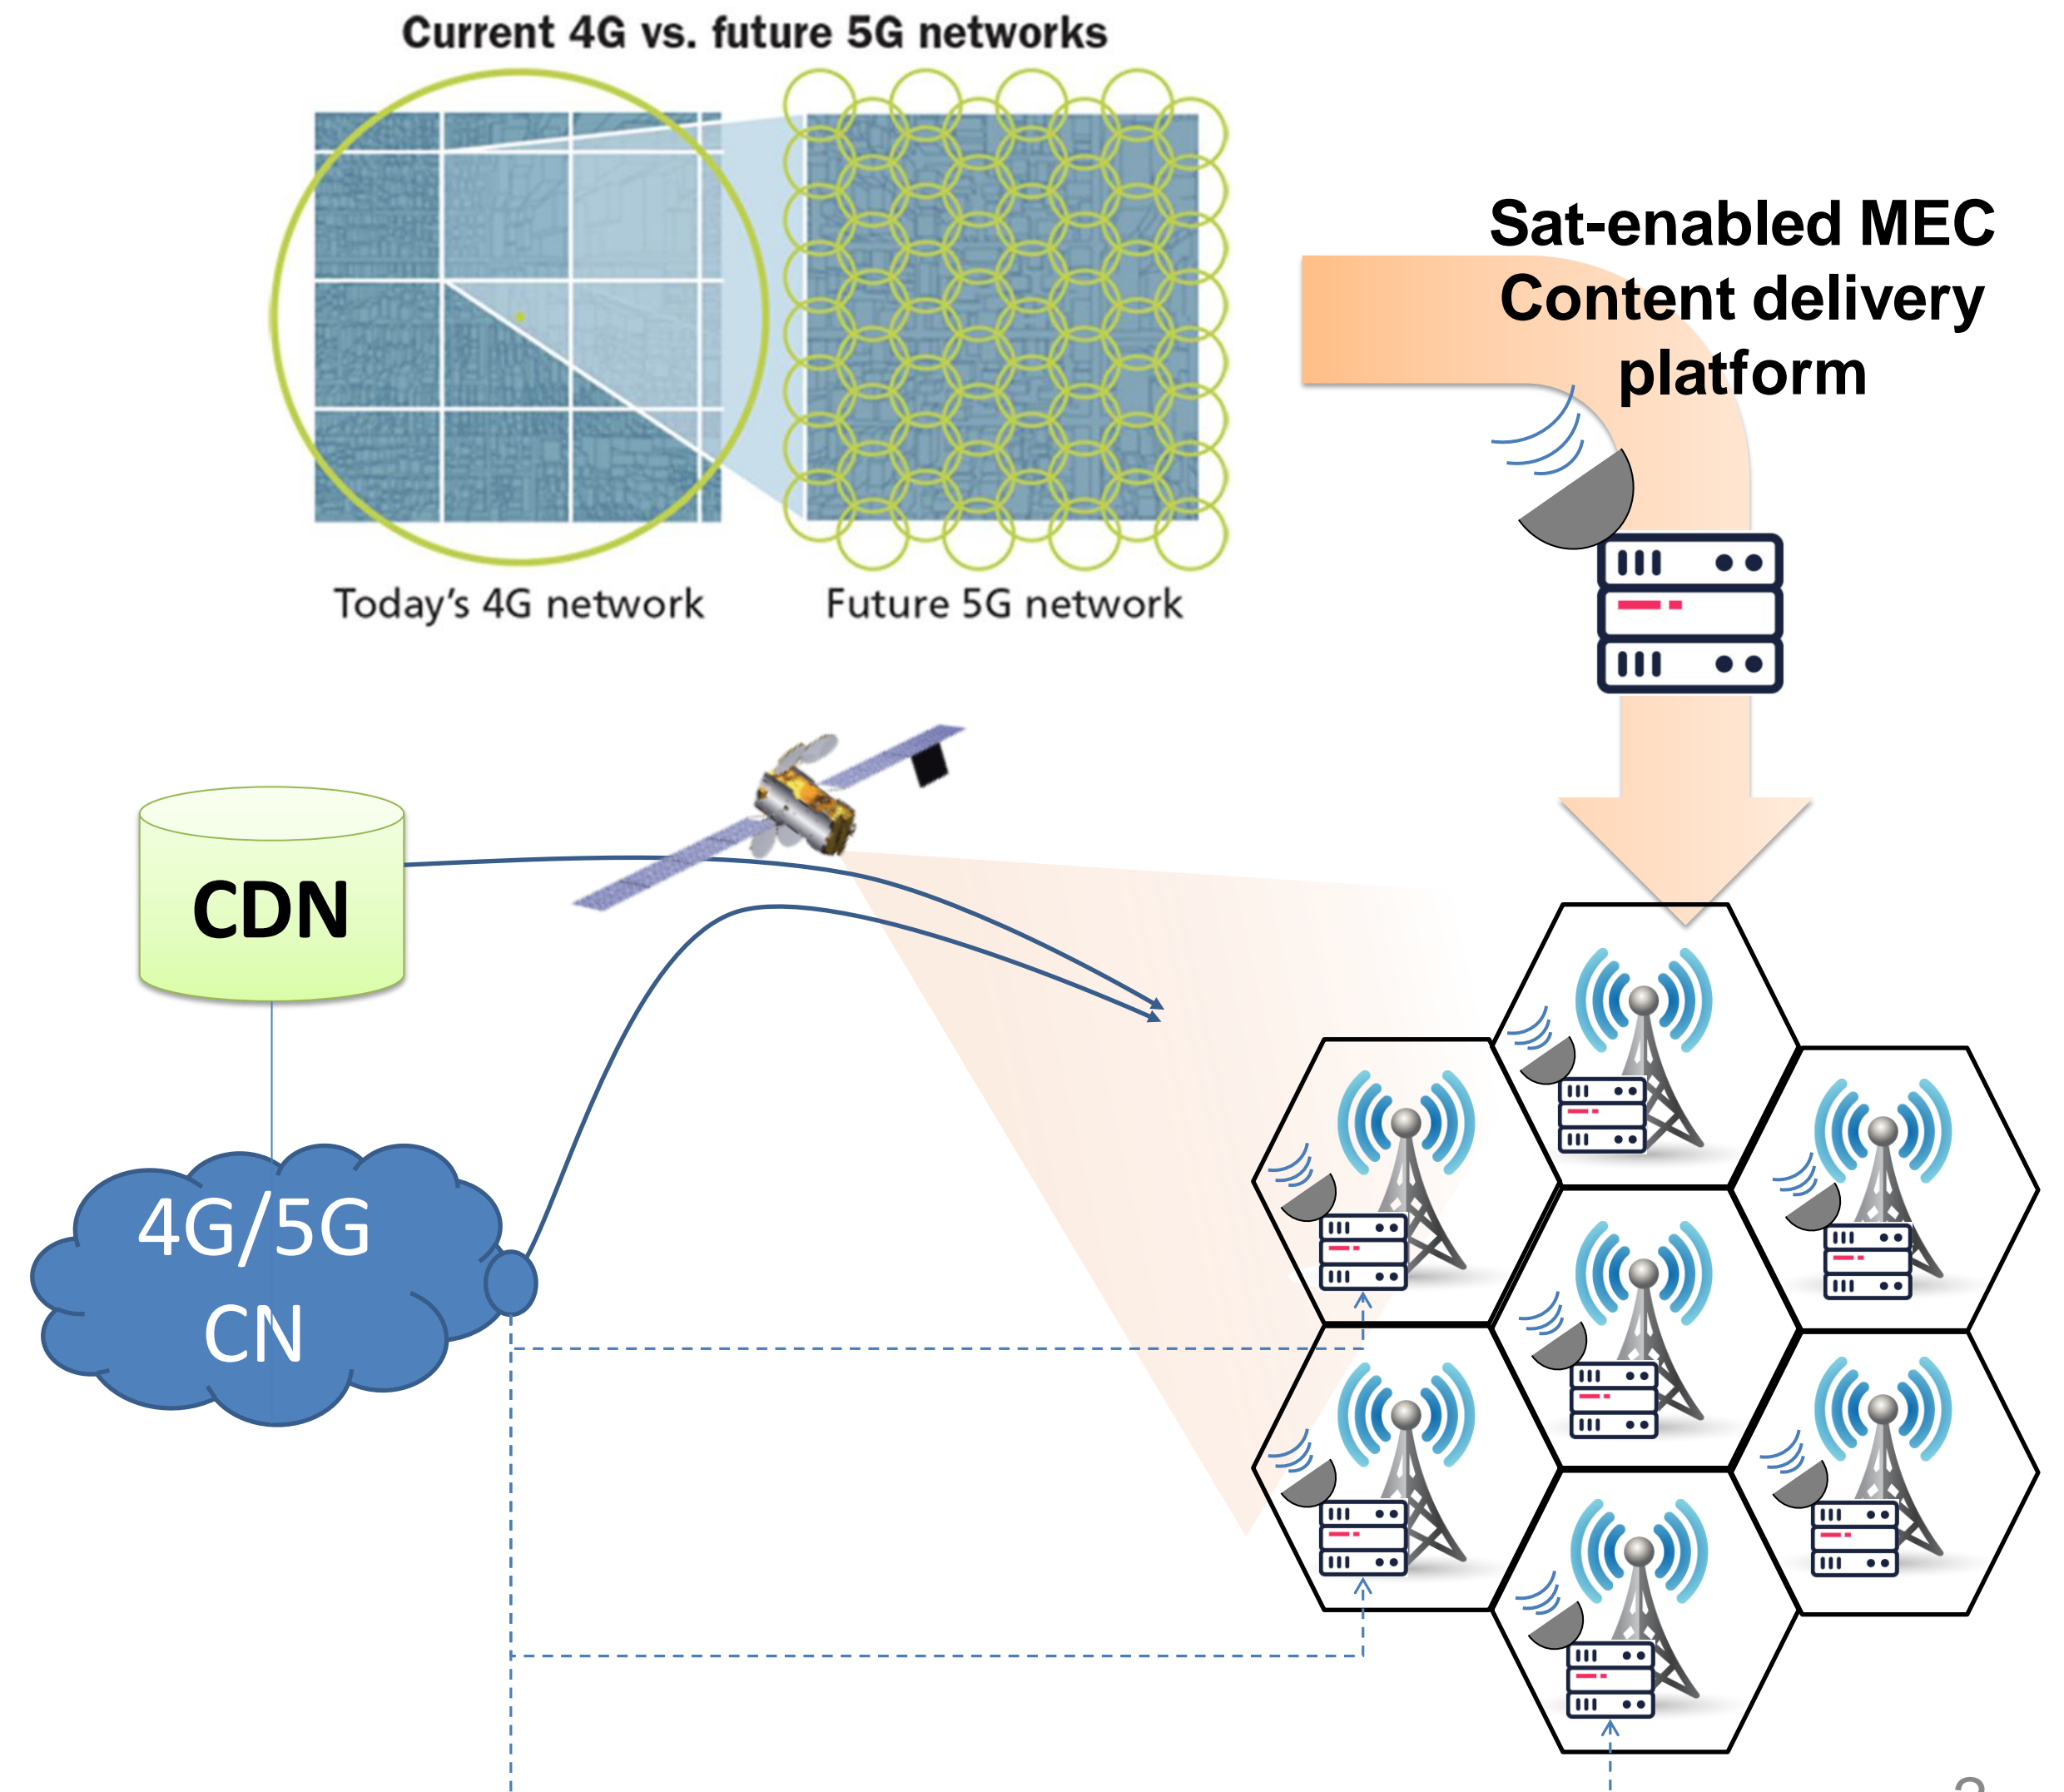 Current 4G vs. future 5G networks
Today's 4G network
Future 5G network
Sat-enabled MEC
Content delivery
platform
CDN
4G/5G
CN